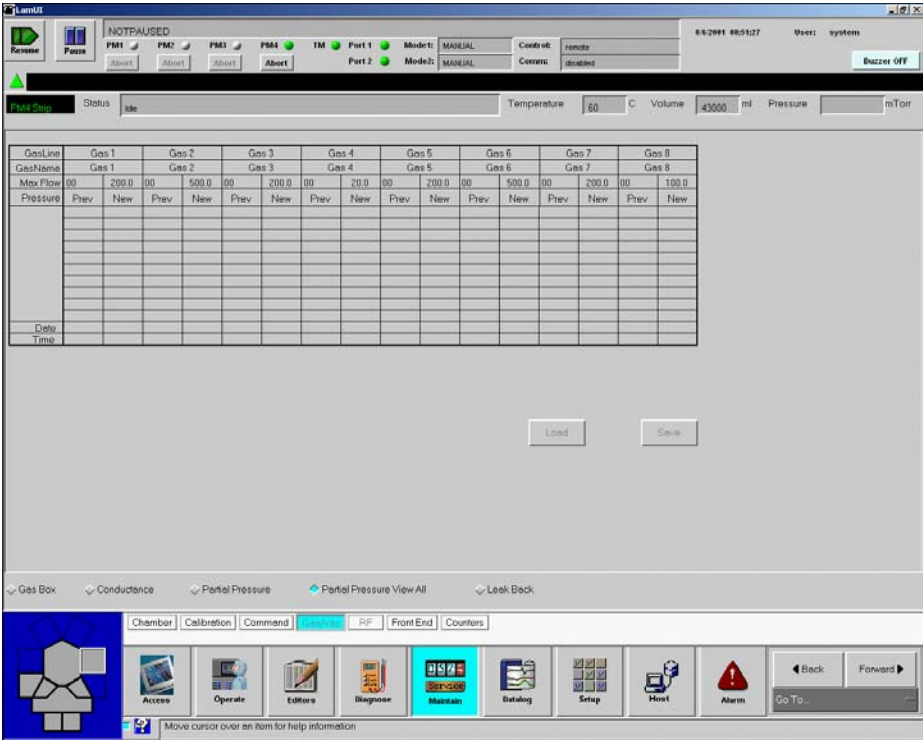 LamUI
NOTPAUSED
Resume
Pause
PM1 PM2 PM3 PM4 TM Port 1 Mode1: MANUAL Control: remote
Abort Abort Abort Abort Port 2 Mode2: MANUAL Comms: disabled
8/6/2001 08:51:27 User: system
Buzzer OFF
PM4 Strip Status Idle Temperature 60 C Volume 43000 ml Pressure mTorr
GasLine Gas 1 Gas 2 Gas 3 Gas 4 Gas 5 Gas 6 Gas 7 Gas 8
GasName Gas 1 Gas 2 Gas 3 Gas 4 Gas 5 Gas 6 Gas 7 Gas 8
Max Flow 00 200.0 00 500.0 00 200.0 00 20.0 00 200.0 00 500.0 00 200.0 00 100.0
Pressure Prev New Prev New Prev New Prev New Prev New Prev New Prev New Prev New
Date
Time
Load Save
Gas Box Conductance Partial Pressure Partial Pressure View All Leak Back
Chamber Calibration Command Gas/Vac RF Front End Counters
Service
Access Operate Editors Diagnose Maintain Datalog Setup Host Alarm
Back Forward
Go To...
Move cursor over an item for help information